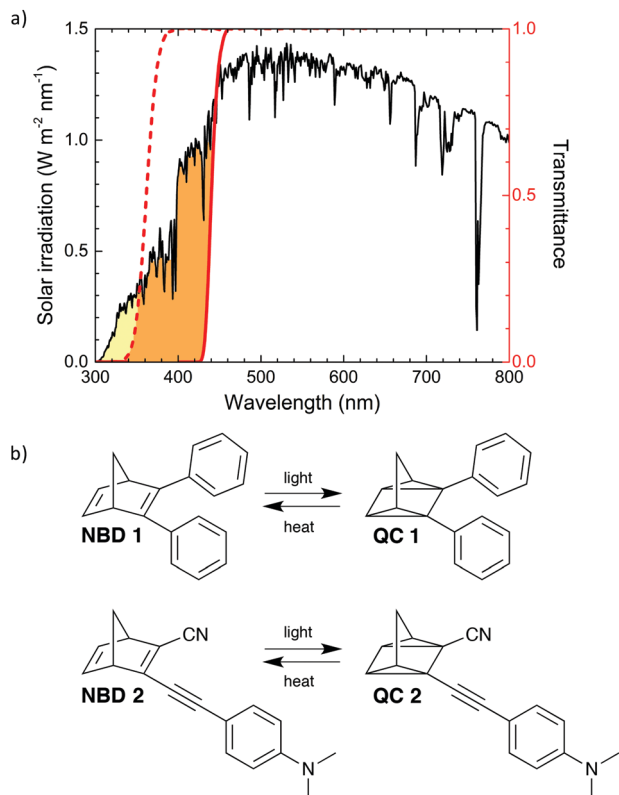 a)
Solar irradiation (W m⁻² nm⁻¹)
1.5
1.0
0.5
0.0
1.0
0.5
0.0
Transmittance
300 400 500 600 700 800
Wavelength (nm)
b)
NBD 1
light
heat
QC 1
CN
NBD 2
N
light
heat
CN
QC 2
N